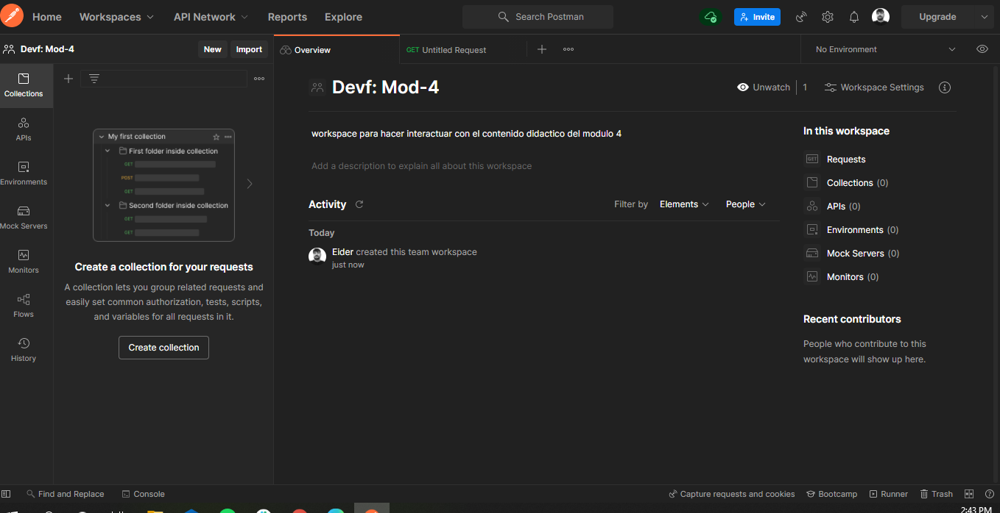 Home Workspaces API Network Reports Explore Search Postman Invite Upgrade
Devf: Mod-4 New Import Overview GET Untitled Request No Environment
Collections
APIs
Environments
Mock Servers
Monitors
Flows
History
My first collection
First folder inside collection
GET
POST
GET
Second folder inside collection
GET
GET
Create a collection for your requests
A collection lets you group related requests and
easily set common authorization, tests, scripts,
and variables for all requests in it.
Create collection
Devf: Mod-4 Unwatch 1 Workspace Settings
workspace para hacer interactuar con el contenido didactico del modulo 4
Add a description to explain all about this workspace
Activity Filter by Elements People
Today
Eider created this team workspace
just now
In this workspace
GET Requests
Collections (0)
APIs (0)
Environments (0)
Mock Servers (0)
Monitors (0)
Recent contributors
People who contribute to this
workspace will show up here.
Find and Replace Console Capture requests and cookies Bootcamp Runner Trash
2:43 PM